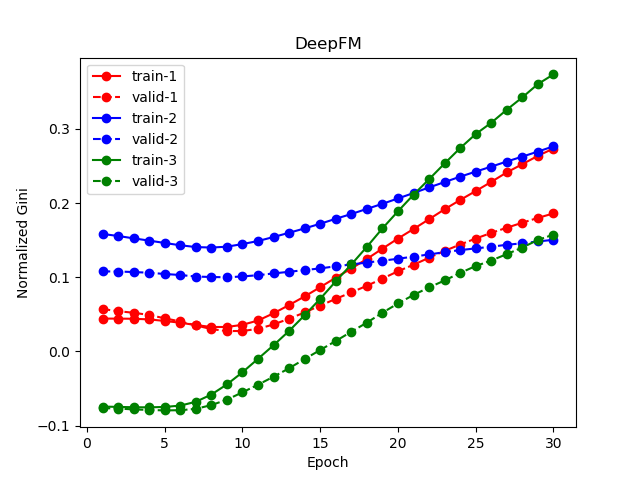 DeepFM
train-1
valid-1
train-2
valid-2
train-3
valid-3
Normalized Gini
0.3
0.2
0.1
0.0
−0.1
0 5 10 15 20 25 30
Epoch